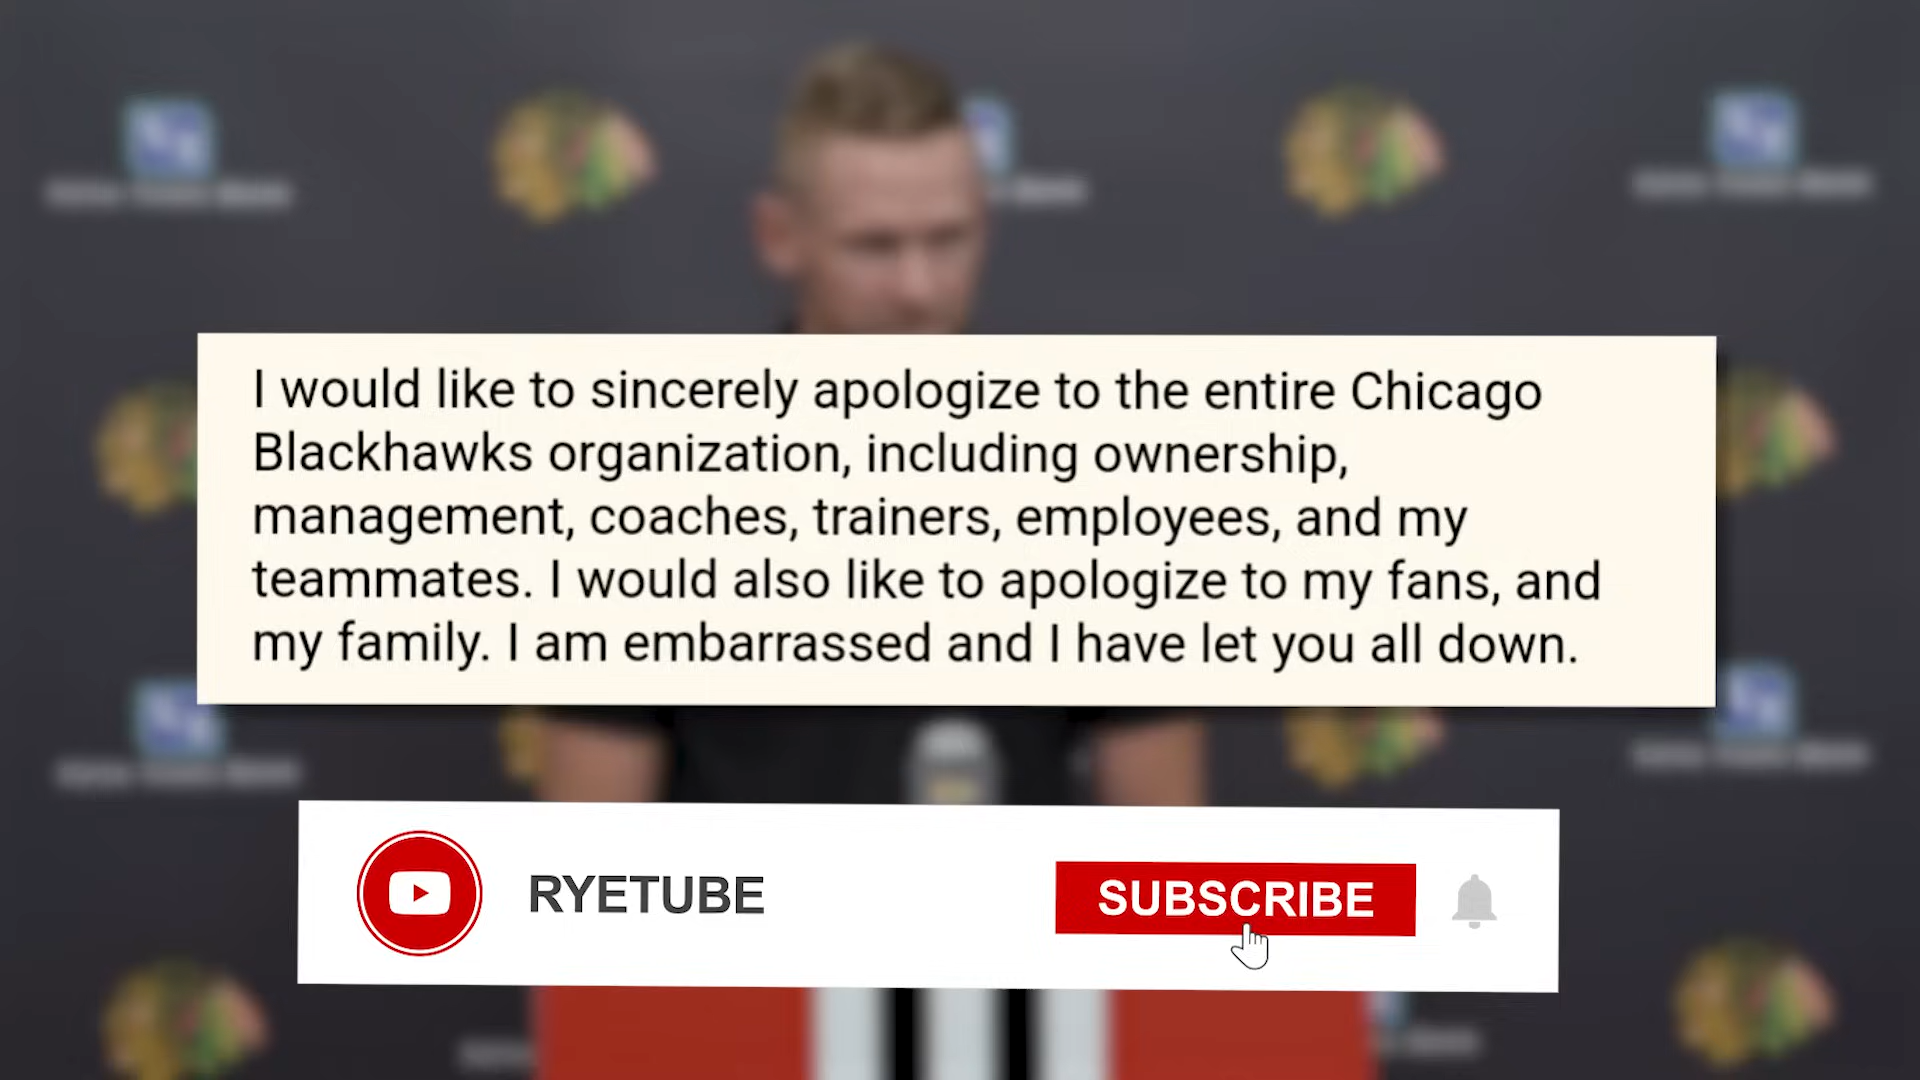 I would like to sincerely apologize to the entire Chicago
Blackhawks organization, including ownership,
management, coaches, trainers, employees, and my
teammates. I would also like to apologize to my fans, and
my family. I am embarrassed and I have let you all down.
RYETUBE
SUBSCRIBE